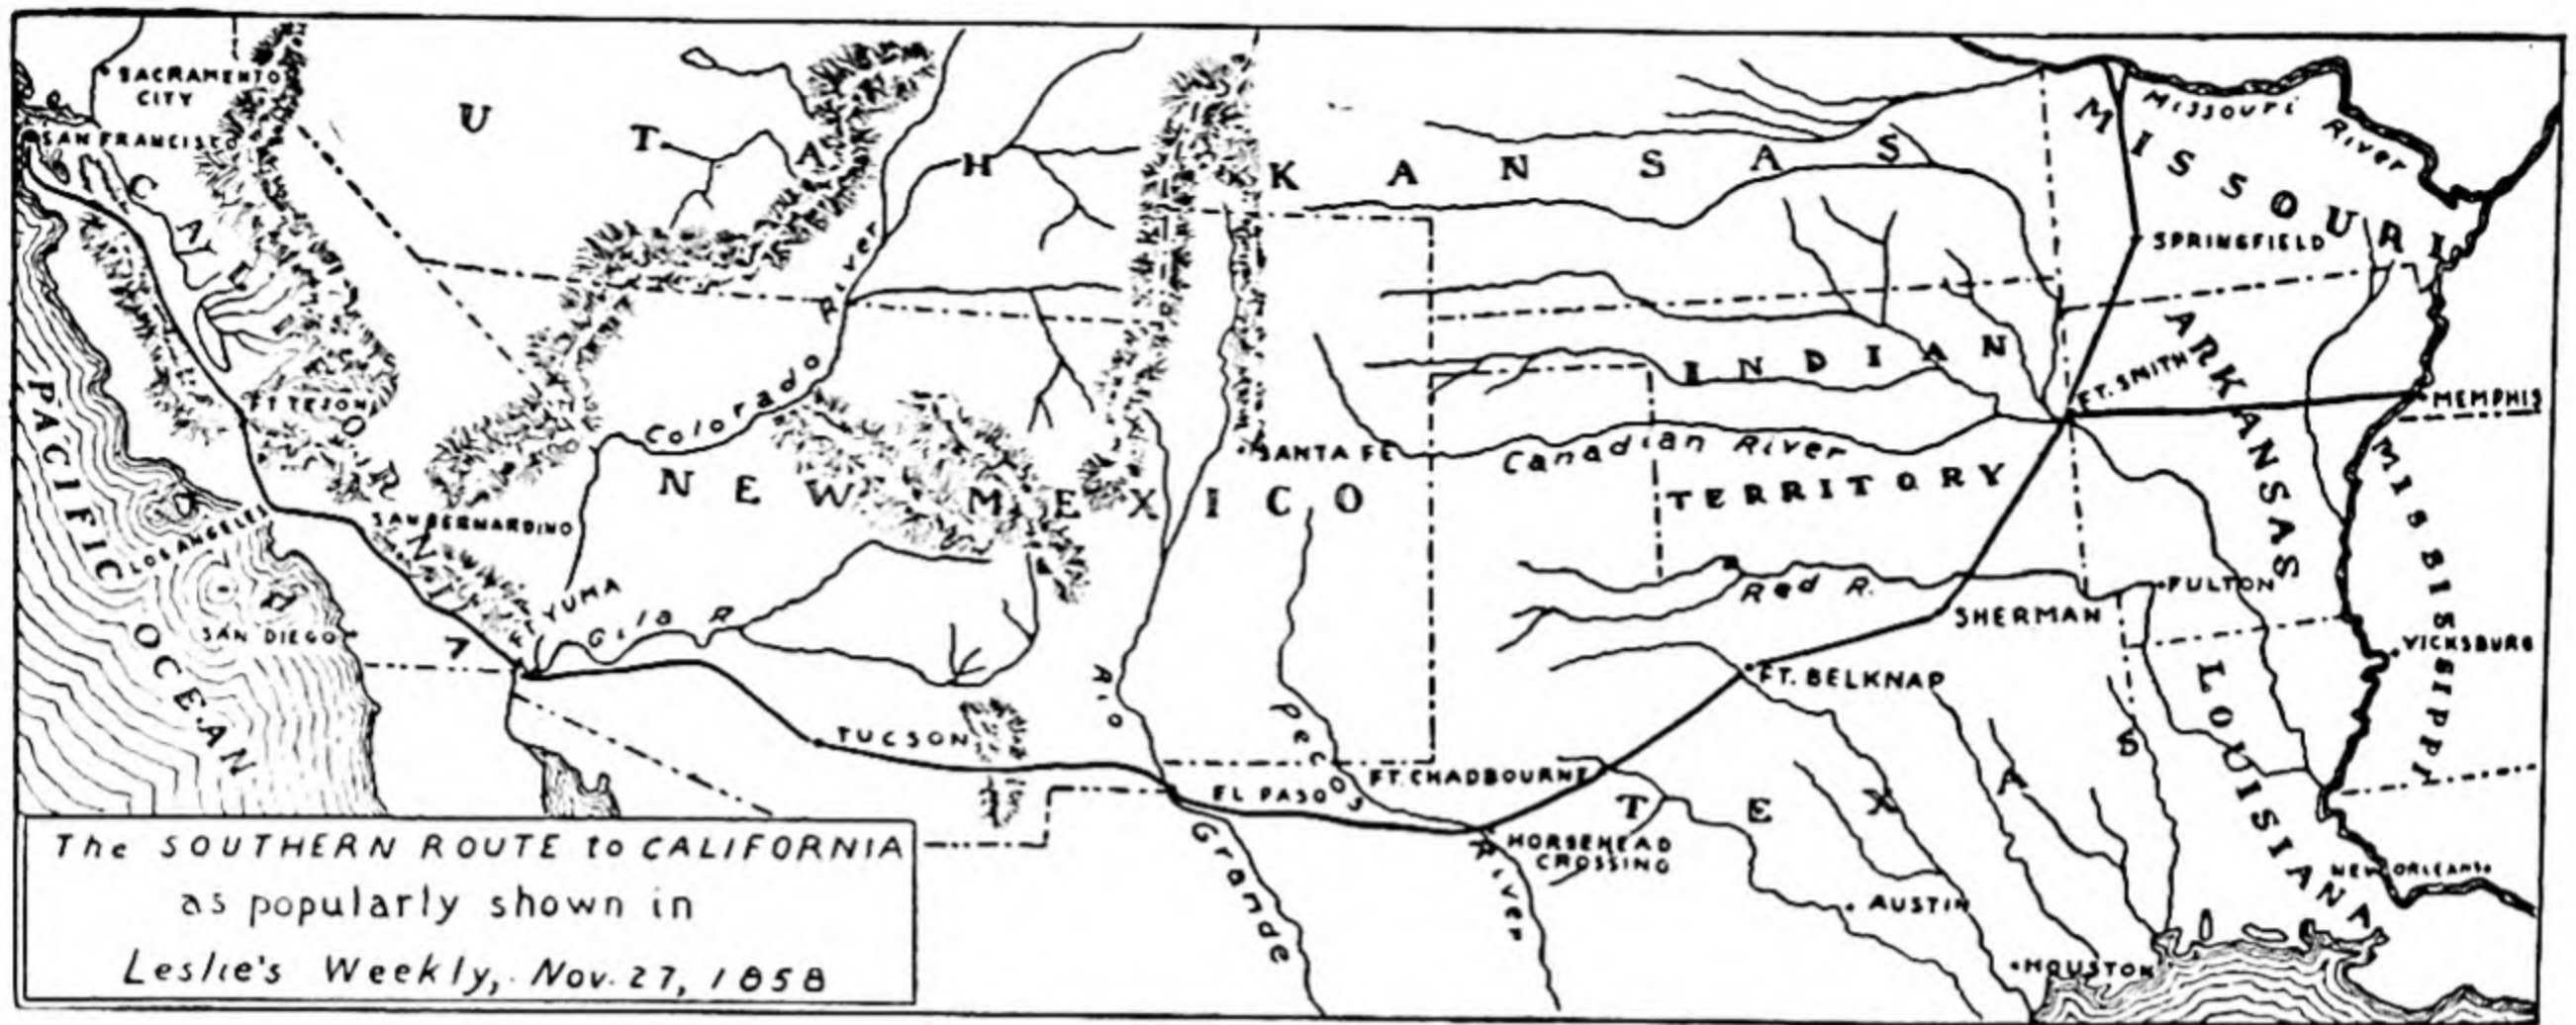 SACRAMENTO
CITY
SAN FRANCISCO
CALIFORNIA
UTAH
KANSAS
MISSOURI
Missouri River
SPRINGFIELD
Colorado River
INDIAN
TERRITORY
ARKANSAS
FT. SMITH
MEMPHIS
FT TEJON
PACIFIC OCEAN
LOS ANGELES
SAN BERNARDINO
NEW MEXICO
SANTA FE
Canadian River
MISSISSIPPI
FT YUMA
Gila R
SAN DIEGO
Red R.
FULTON
SHERMAN
VICKSBURG
FT. BELKNAP
LOUISIANA
TUCSON
Rio Grande
Pecos River
FT. CHADBOURNE
EL PASO
TEXAS
HORSEHEAD
CROSSING
AUSTIN
HOUSTON
NEW ORLEANS
The SOUTHERN ROUTE to CALIFORNIA
as popularly shown in
Leslie's Weekly, Nov. 27, 1858